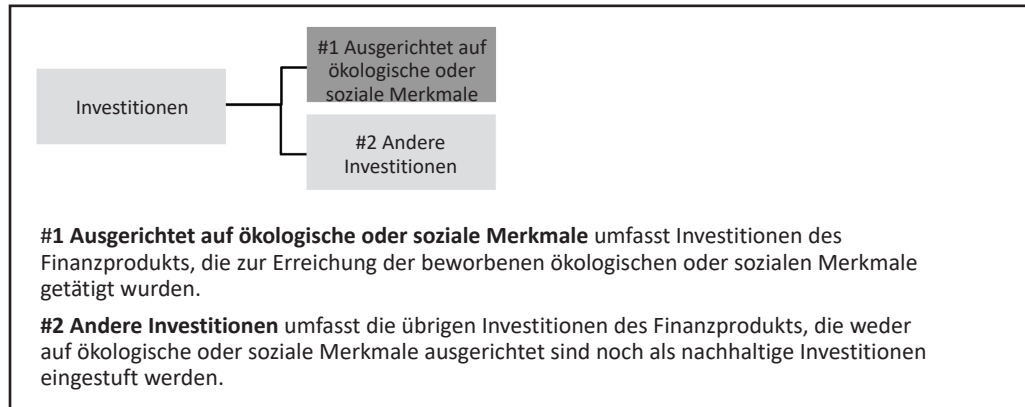 #1 Ausgerichtet auf
ökologische oder
soziale Merkmale
Investitionen
#2 Andere
Investitionen
#1 Ausgerichtet auf ökologische oder soziale Merkmale umfasst Investitionen des
Finanzprodukts, die zur Erreichung der beworbenen ökologischen oder sozialen Merkmale
getätigt wurden.
#2 Andere Investitionen umfasst die übrigen Investitionen des Finanzprodukts, die weder
auf ökologische oder soziale Merkmale ausgerichtet sind noch als nachhaltige Investitionen
eingestuft werden.